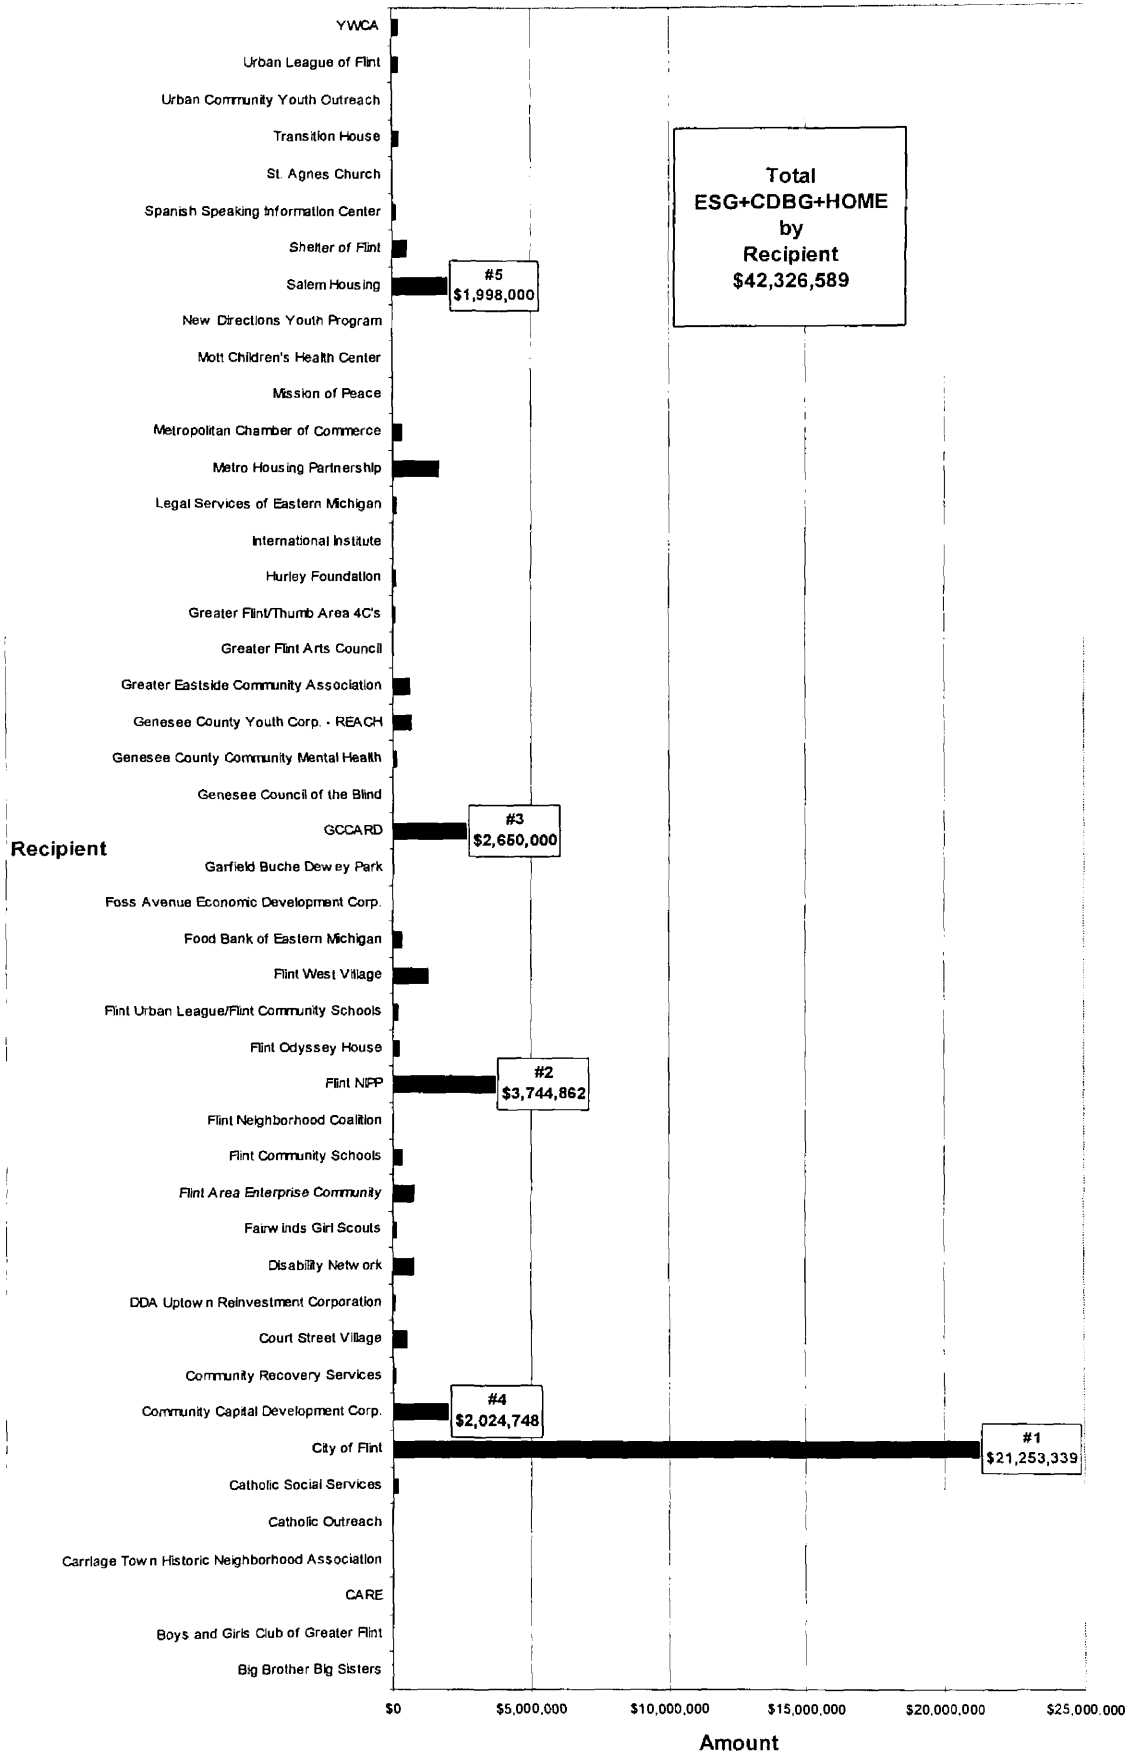 YWCA
Urban League of Flint
Urban Community Youth Outreach
Transition House
St. Agnes Church
Spanish Speaking Information Center
Shelter of Flint
Salem Housing
New Directions Youth Program
Mott Children's Health Center
Mission of Peace
Metropolitan Chamber of Commerce
Metro Housing Partnership
Legal Services of Eastern Michigan
International Institute
Hurley Foundation
Greater Flint/Thumb Area 4C's
Greater Flint Arts Council
Greater Eastside Community Association
Genesee County Youth Corp. - REACH
Genesee County Community Mental Health
Genesee Council of the Blind
GCCARD
Garfield Buche Dewey Park
Foss Avenue Economic Development Corp.
Food Bank of Eastern Michigan
Flint West Village
Flint Urban League/Flint Community Schools
Flint Odyssey House
Flint NIPP
Flint Neighborhood Coalition
Flint Community Schools
Flint Area Enterprise Community
Fairwinds Girl Scouts
Disability Network
DDA Uptown Reinvestment Corporation
Court Street Village
Community Recovery Services
Community Capital Development Corp.
City of Flint
Catholic Social Services
Catholic Outreach
Carriage Town Historic Neighborhood Association
CARE
Boys and Girls Club of Greater Flint
Big Brother Big Sisters
Recipient
Total
ESG+CDBG+HOME
by
Recipient
$42,326,589
#5
$1,998,000
#3
$2,650,000
#2
$3,744,862
#4
$2,024,748
#1
$21,253,339
$0
$5,000,000
$10,000,000
$15,000,000
$20,000,000
$25,000,000
Amount